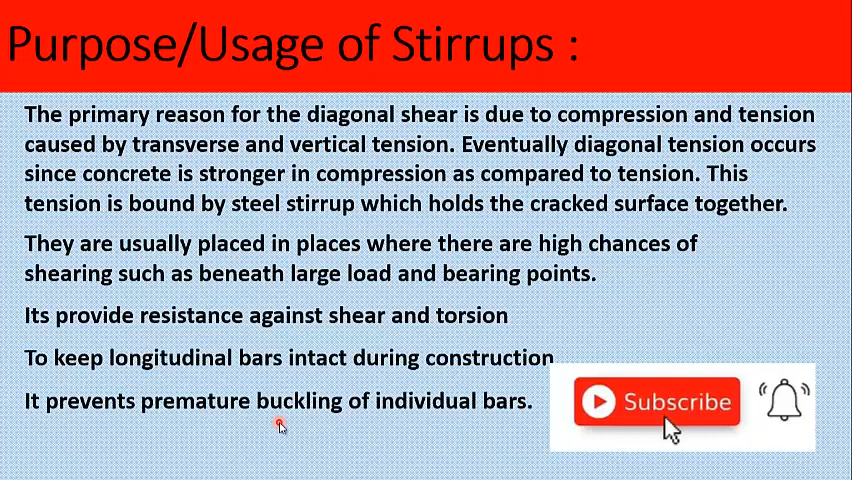 Purpose/Usage of Stirrups :
The primary reason for the diagonal shear is due to compression and tension
caused by transverse and vertical tension. Eventually diagonal tension occurs
since concrete is stronger in compression as compared to tension. This
tension is bound by steel stirrup which holds the cracked surface together.
They are usually placed in places where there are high chances of
shearing such as beneath large load and bearing points.
Its provide resistance against shear and torsion
To keep longitudinal bars intact during construction
It prevents premature buckling of individual bars.
Subscribe